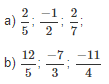 a) 2/5; -1/2; 2/7;
b) 12/5; -7/3; -11/4